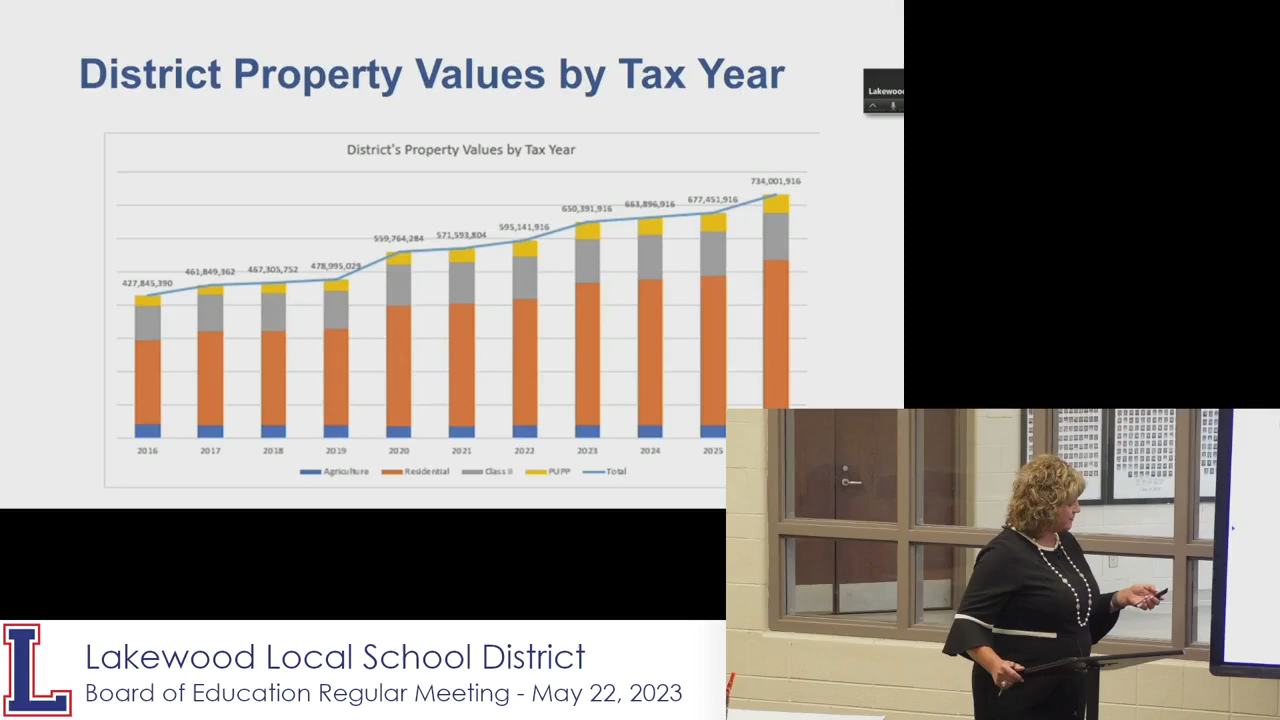 District Property Values by Tax Year
Lakewood
District's Property Values by Tax Year
734,001,916
677,451,916
663,896,916
650,391,916
595,141,916
571,593,804
559,764,284
478,995,029
467,305,752
461,849,362
427,845,390
2016 2017 2018 2019 2020 2021 2022 2023 2024 2025
Agriculture Residential Class II PUPP Total
L
Lakewood Local School District
Board of Education Regular Meeting - May 22, 2023